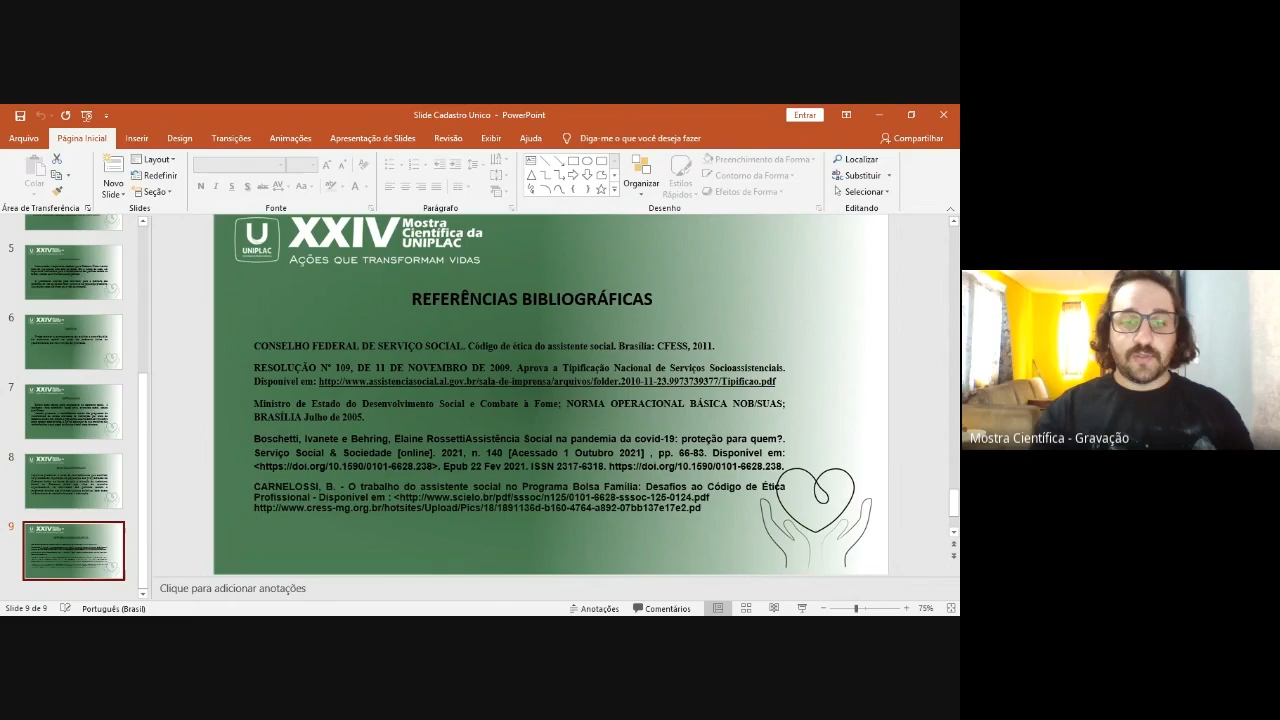 Slide Cadastro Unico - PowerPoint
Entrar
Arquivo Página Inicial Inserir Design Transições Animações Apresentação de Slides Revisão Exibir Ajuda Diga-me o que você deseja fazer Compartilhar
Colar
Novo
Slide
Layout
Redefinir
Seção
N I S S abc AV Aa A
Organizar
Estilos
Rápidos
Preenchimento da Forma
Contorno da Forma
Efeitos de Forma
Localizar
Substituir
Selecionar
Área de Transferência Slides Fonte Parágrafo Desenho Editando
5
6
7
8
9
U
UNIPLAC
XXIV Mostra
Científica da
UNIPLAC
AÇÕES QUE TRANSFORMAM VIDAS
REFERÊNCIAS BIBLIOGRÁFICAS
CONSELHO FEDERAL DE SERVIÇO SOCIAL. Código de ética do assistente social. Brasília: CFESS, 2011.
RESOLUÇÃO Nº 109, DE 11 DE NOVEMBRO DE 2009. Aprova a Tipificação Nacional de Serviços Socioassistenciais.
Disponível em: http://www.assistenciasocial.al.gov.br/sala-de-imprensa/arquivos/folder.2010-11-23.9973739377/Tipificao.pdf
Ministro de Estado do Desenvolvimento Social e Combate à Fome; NORMA OPERACIONAL BÁSICA NOB/SUAS;
BRASÍLIA Julho de 2005.
Boschetti, Ivanete e Behring, Elaine RossettiAssistência Social na pandemia da covid-19: proteção para quem?.
Serviço Social & Sociedade [online]. 2021, n. 140 [Acessado 1 Outubro 2021] , pp. 66-83. Disponível em:
<https://doi.org/10.1590/0101-6628.238>. Epub 22 Fev 2021. ISSN 2317-6318. https://doi.org/10.1590/0101-6628.238.
CARNELOSSI, B. - O trabalho do assistente social no Programa Bolsa Família: Desafios ao Código de Ética
Profissional - Disponível em : <http://www.scielo.br/pdf/sssoc/n125/0101-6628-sssoc-125-0124.pdf
http://www.cress-mg.org.br/hotsites/Upload/Pics/18/1891136d-b160-4764-a892-07bb137e17e2.pd
Mostra Científica - Gravação
Clique para adicionar anotações
Slide 9 de 9 Português (Brasil) Anotações Comentários 75%